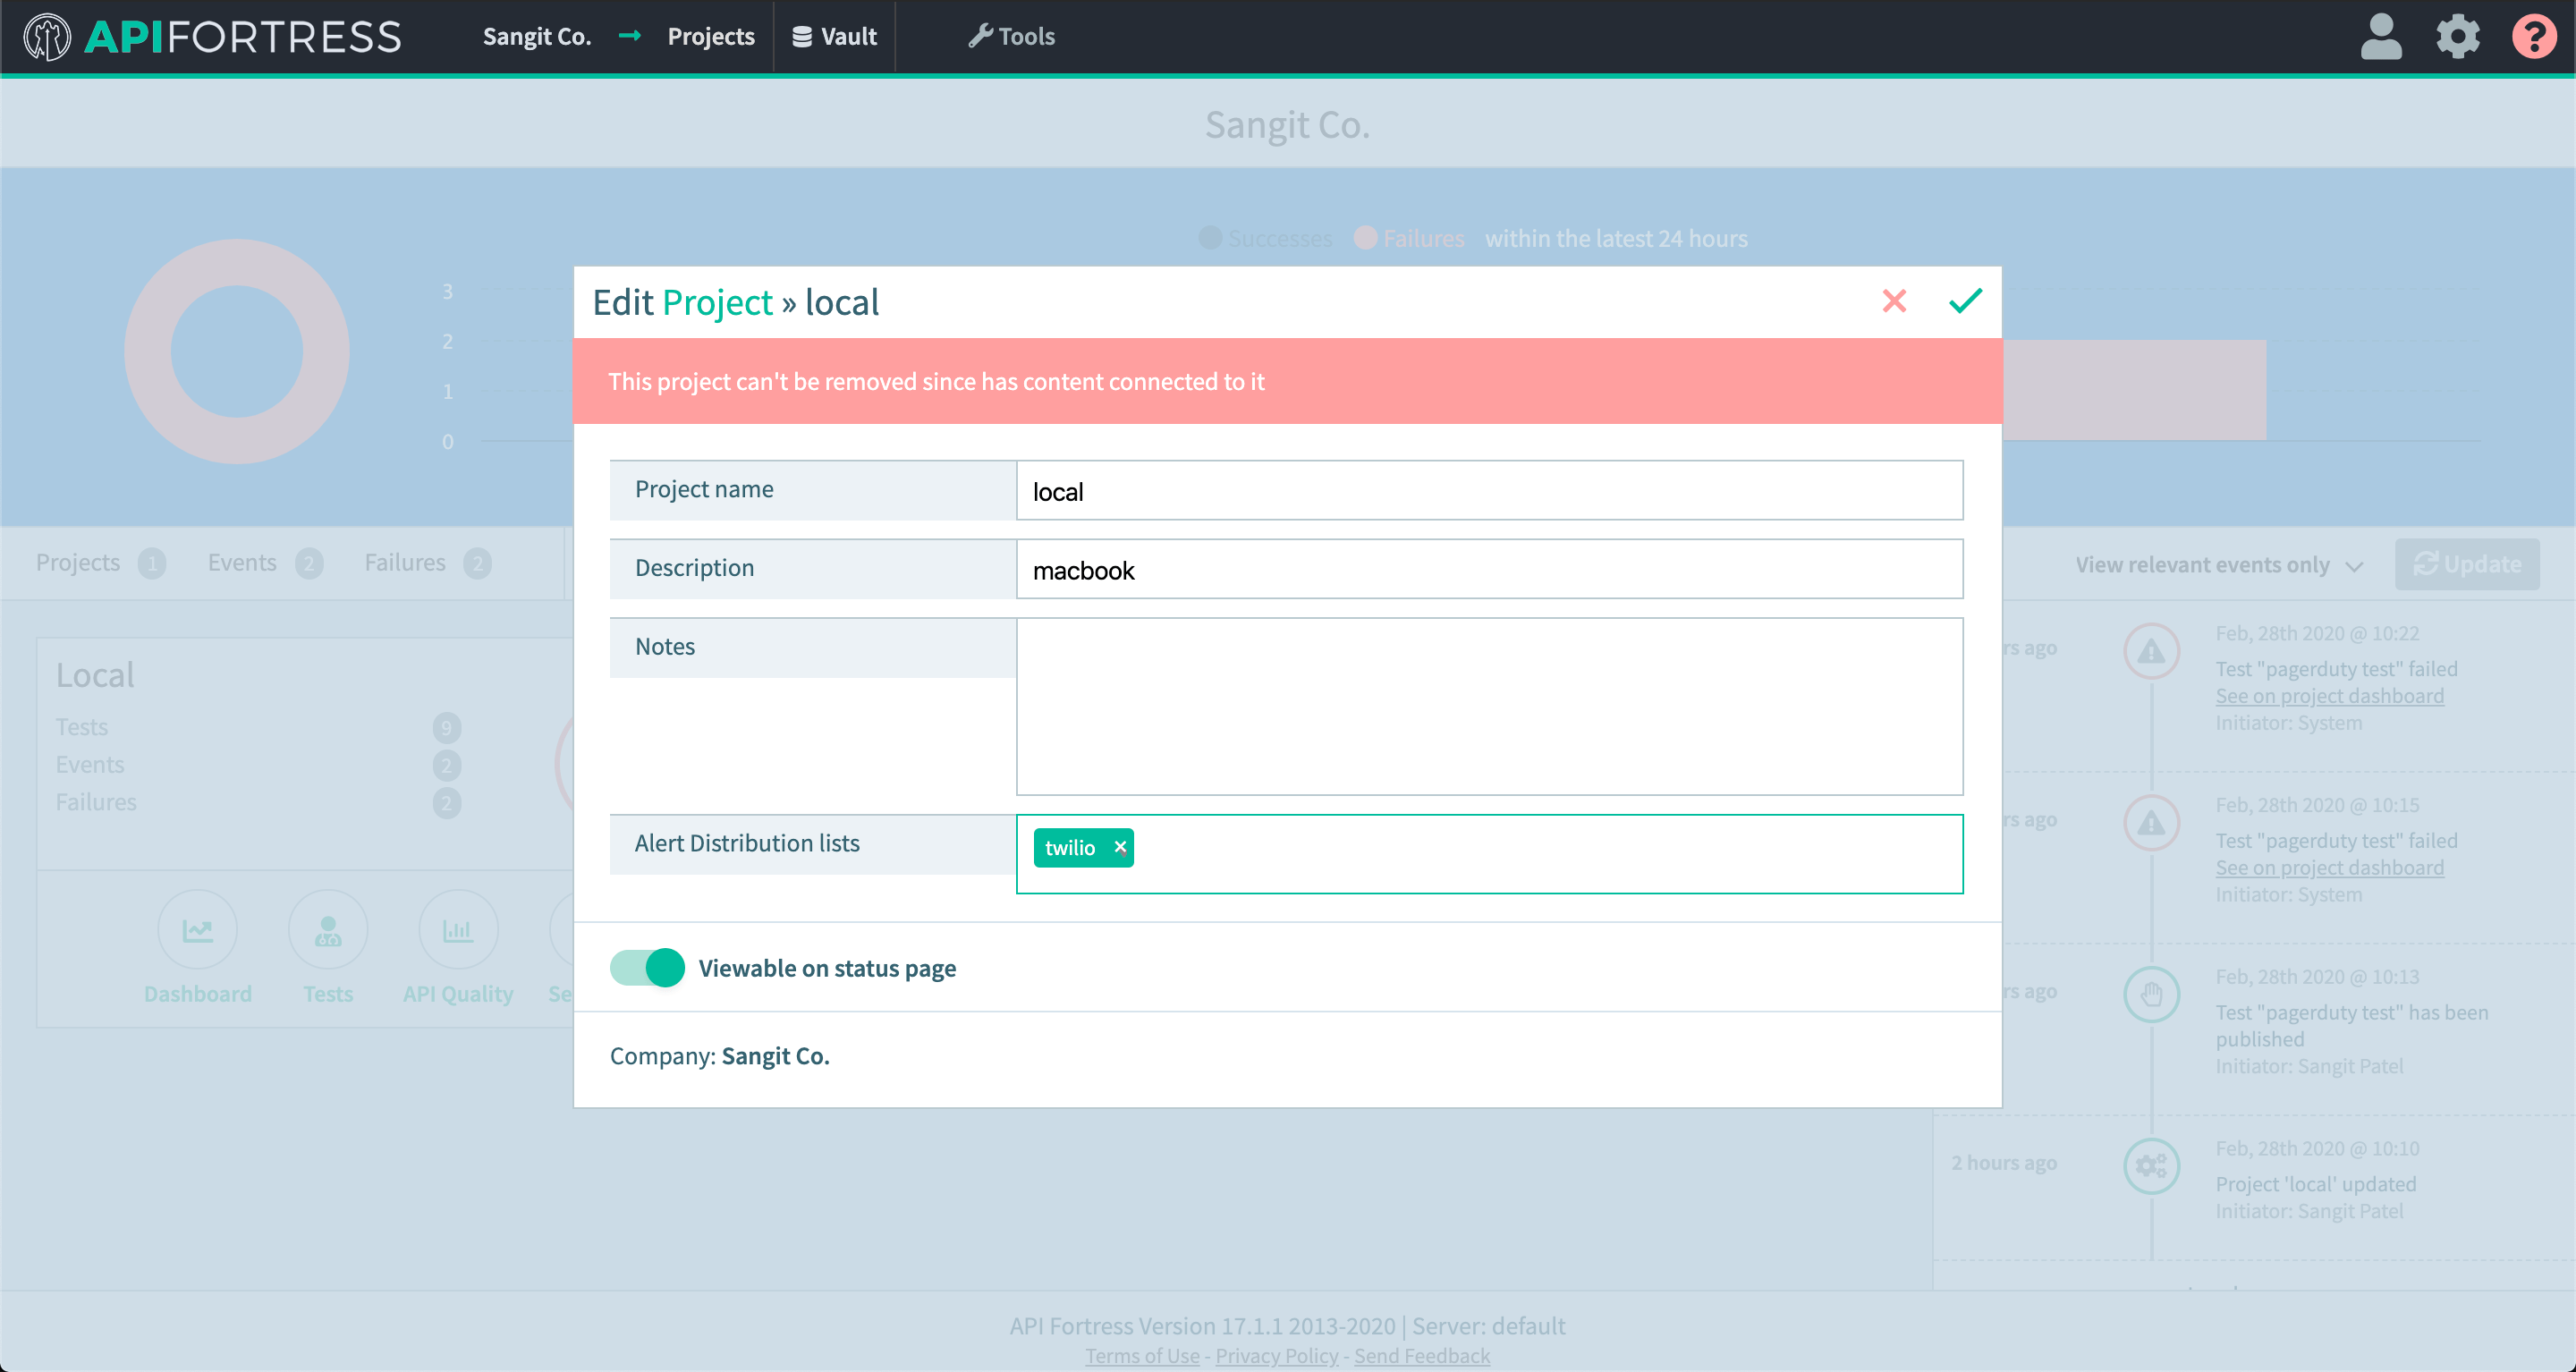 APIFORTRESS
Sangit Co. → Projects
Vault
Tools
?
Sangit Co.
Successes Failures within the latest 24 hours
3
2
1
0
Edit Project » local
This project can't be removed since has content connected to it
Project name
local
Description
macbook
Notes
Alert Distribution lists
twilio ×
Viewable on status page
Company: Sangit Co.
Projects 1 Events 2 Failures 2
View relevant events only
Update
Local
Tests 9
Events 2
Failures 2
Dashboard Tests API Quality Se
rs ago
Feb, 28th 2020 @ 10:22
Test "pagerduty test" failed
See on project dashboard
Initiator: System
rs ago
Feb, 28th 2020 @ 10:15
Test "pagerduty test" failed
See on project dashboard
Initiator: System
rs ago
Feb, 28th 2020 @ 10:13
Test "pagerduty test" has been
published
Initiator: Sangit Patel
2 hours ago
Feb, 28th 2020 @ 10:10
Project 'local' updated
Initiator: Sangit Patel
API Fortress Version 17.1.1 2013-2020 | Server: default
Terms of Use - Privacy Policy - Send Feedback